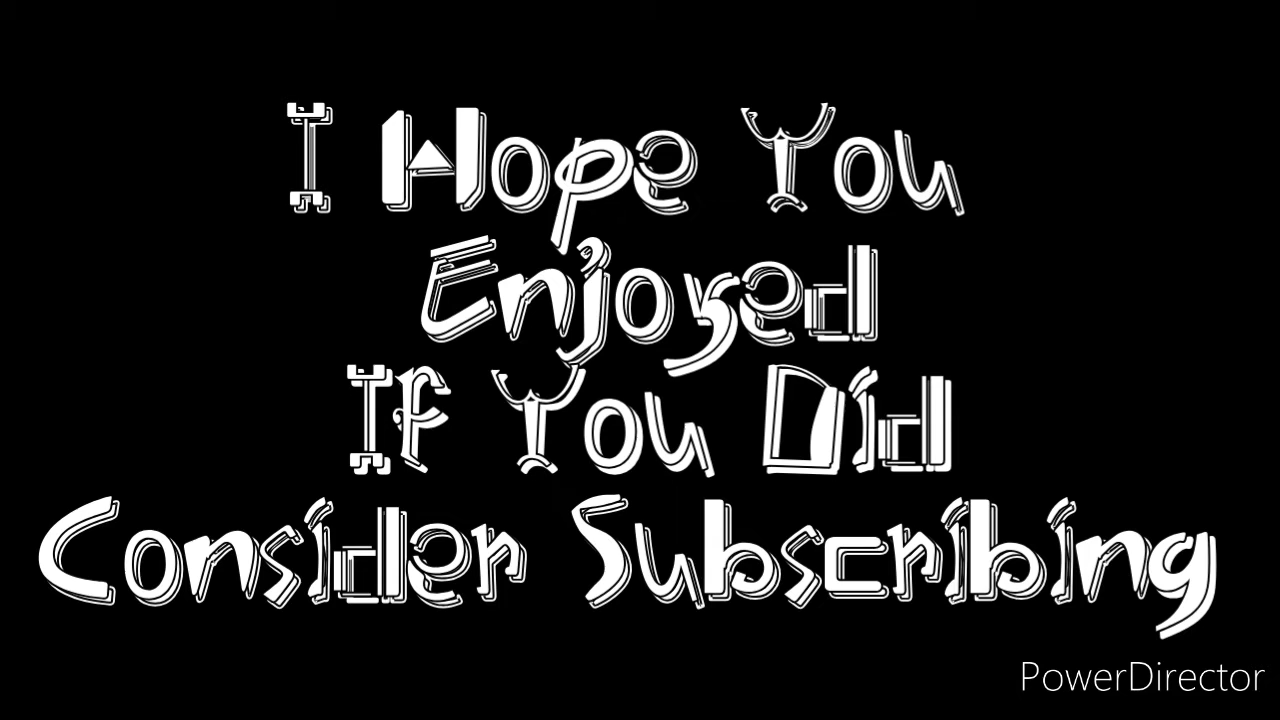 I Hope You
Enjoyed
If You Did
Consider Subscribing
PowerDirector